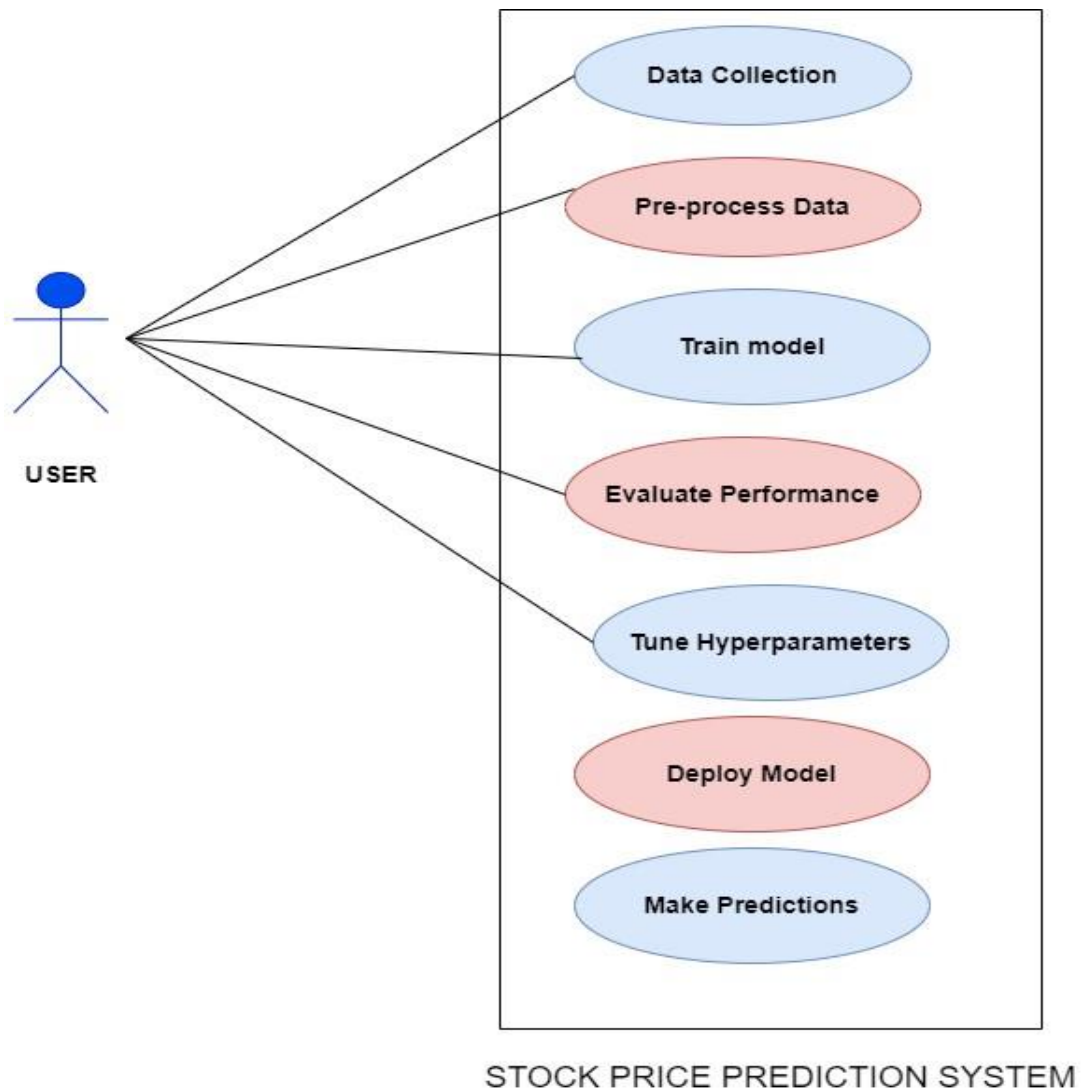 Data Collection
Pre-process Data
Train model
Evaluate Performance
USER
Tune Hyperparameters
Deploy Model
Make Predictions
STOCK PRICE PREDICTION SYSTEM